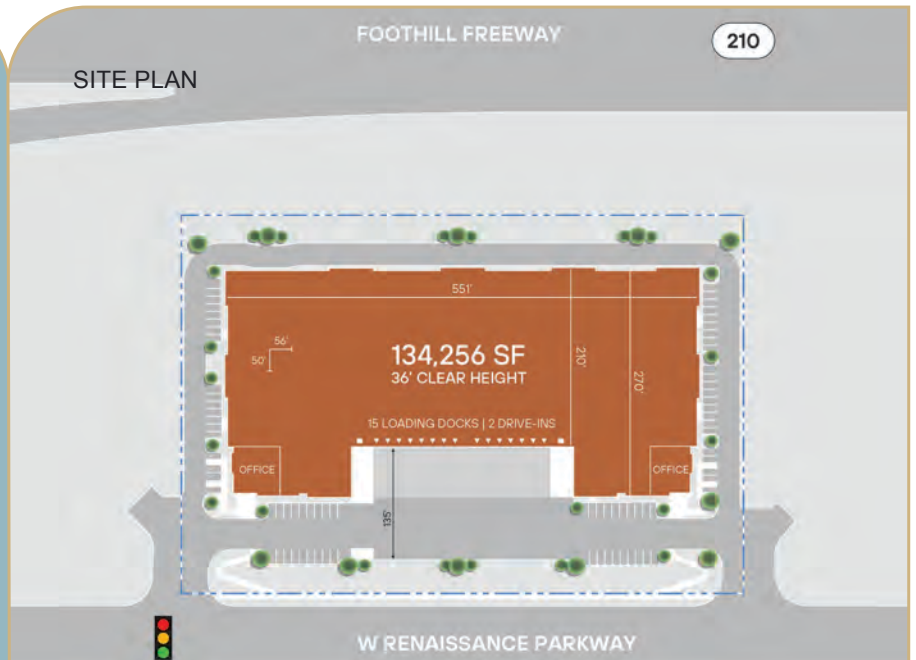 FOOTHILL FREEWAY
210
SITE PLAN
551'
56'
50'
134,256 SF
36' CLEAR HEIGHT
210'
270'
15 LOADING DOCKS | 2 DRIVE-INS
OFFICE
OFFICE
135'
W RENAISSANCE PARKWAY